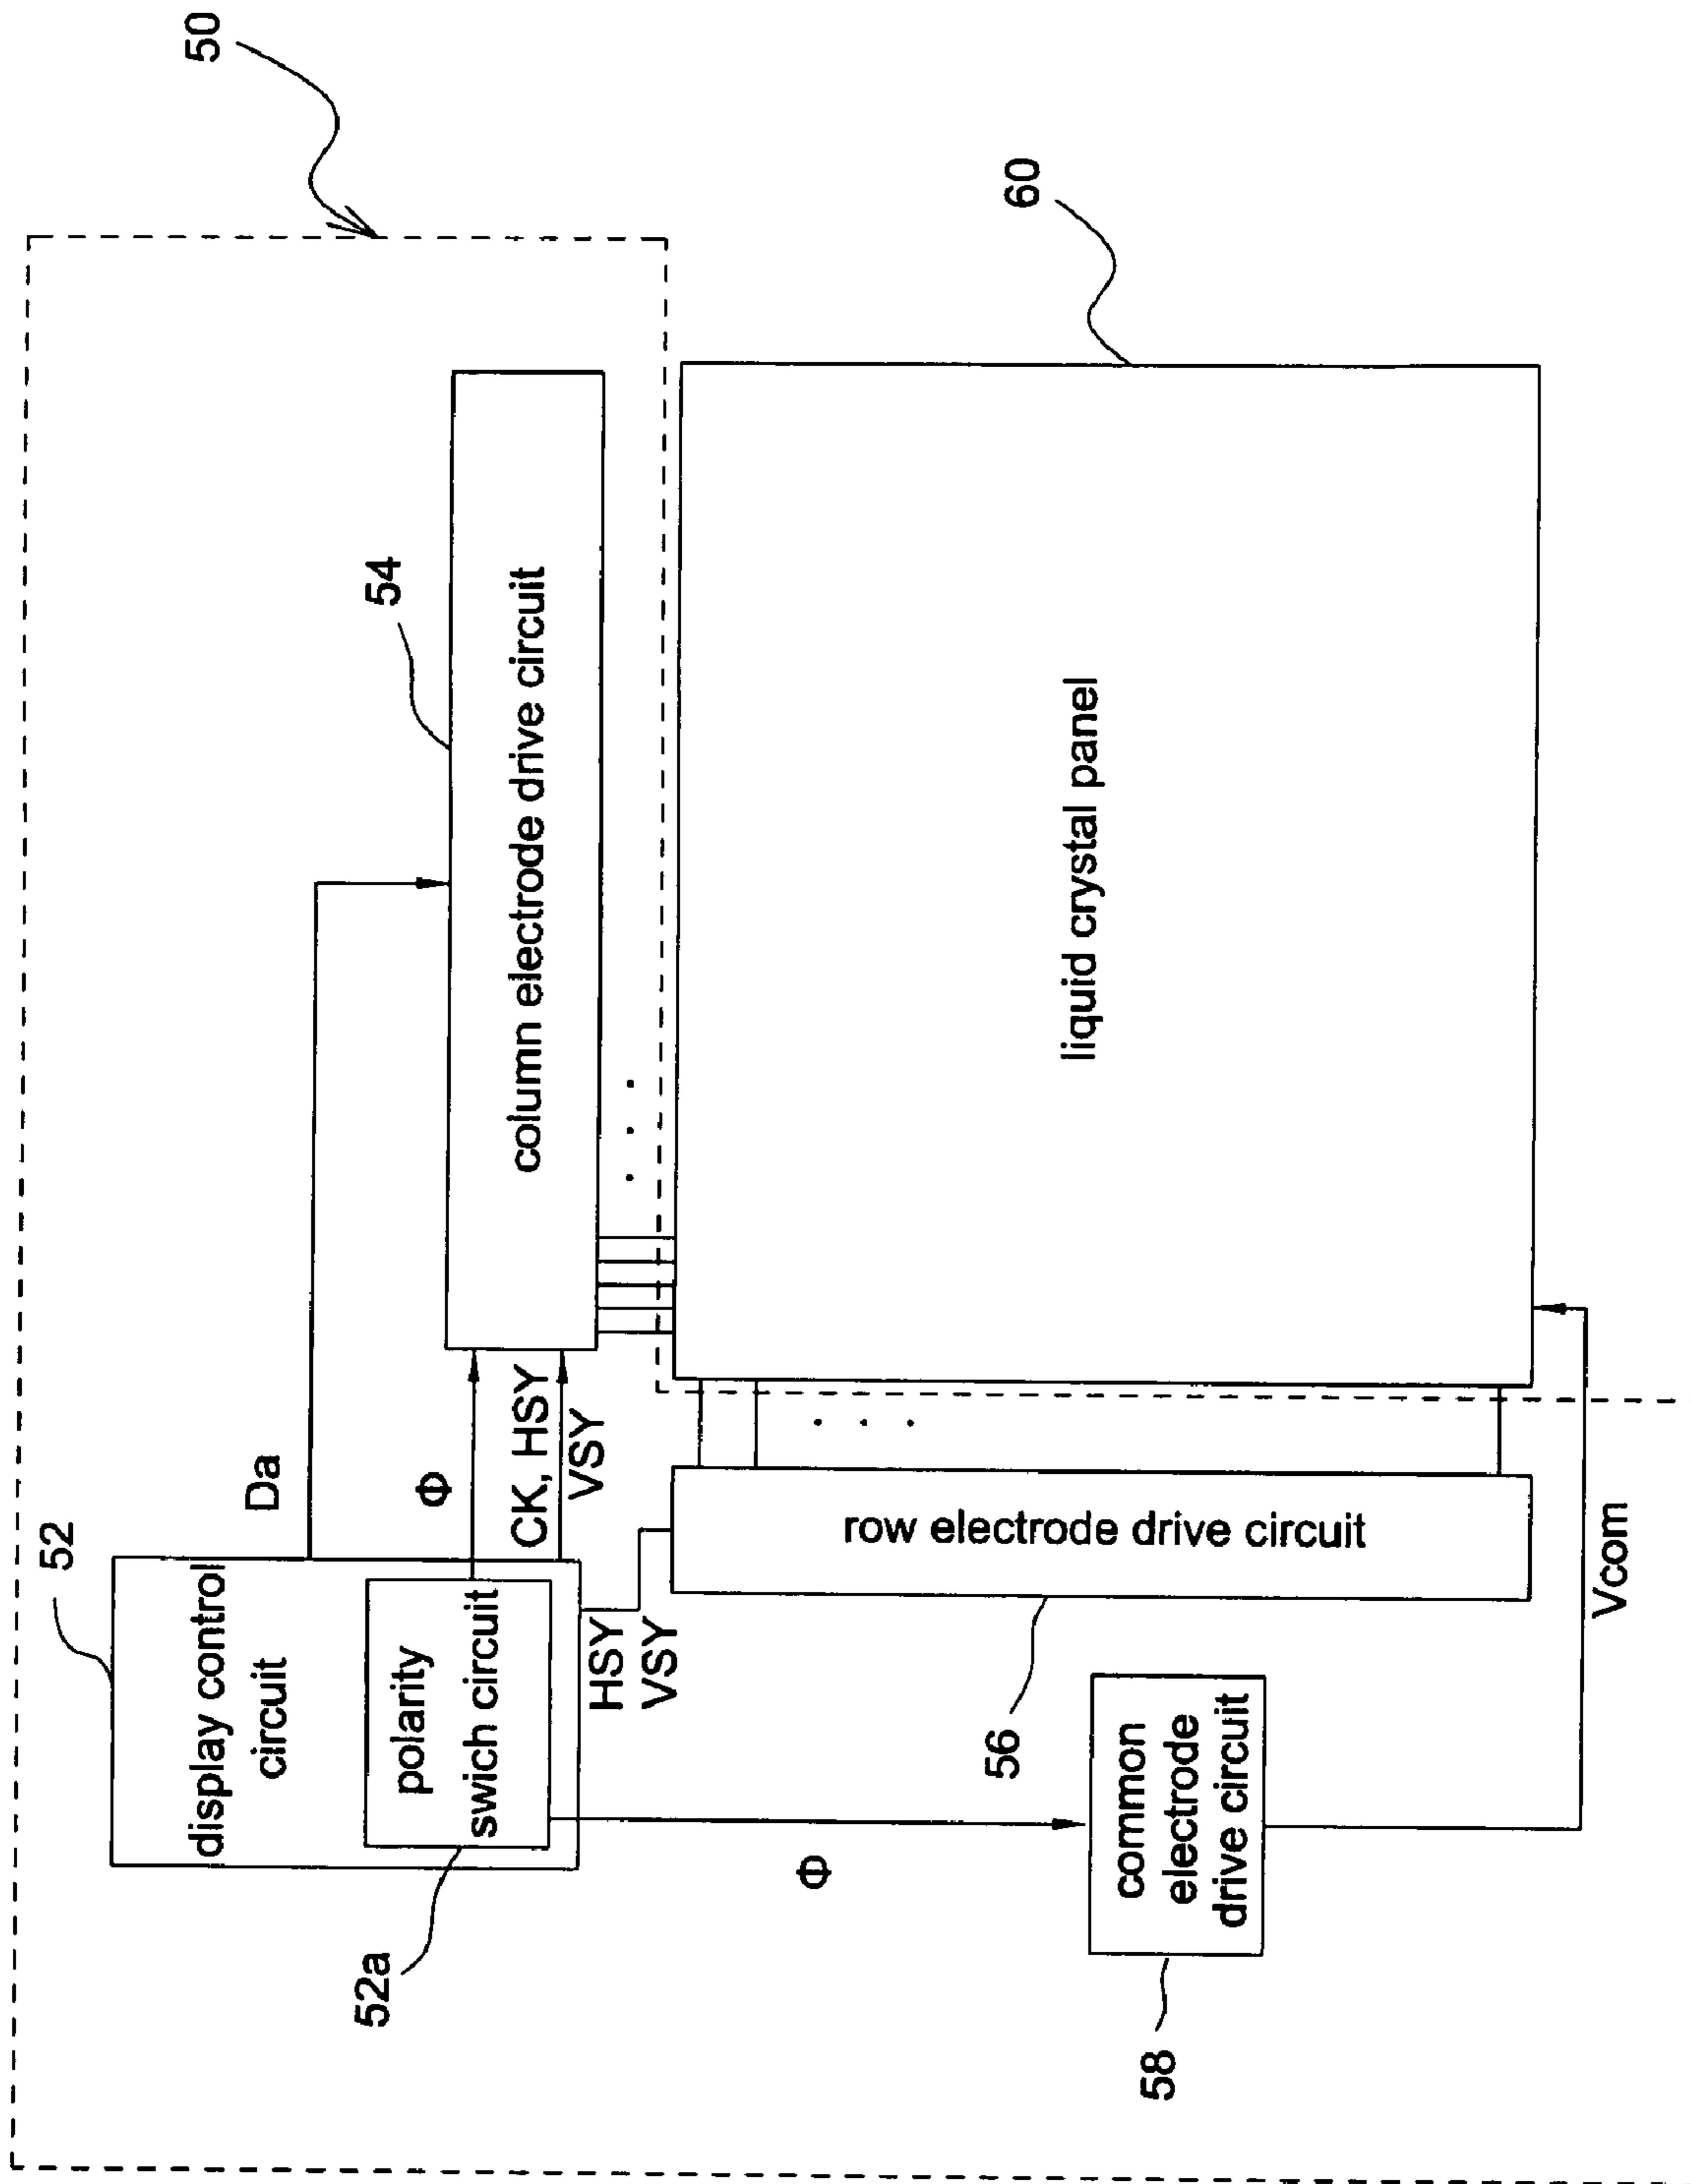 50
52
display control
circuit
Da
54
column electrode drive circuit
polarity
swich circuit
52a
Φ
CK, HSY
VSY
HSY
VSY
60
liquid crystal panel
row electrode drive circuit
56
Φ
common
electrode
drive circuit
58
Vcom